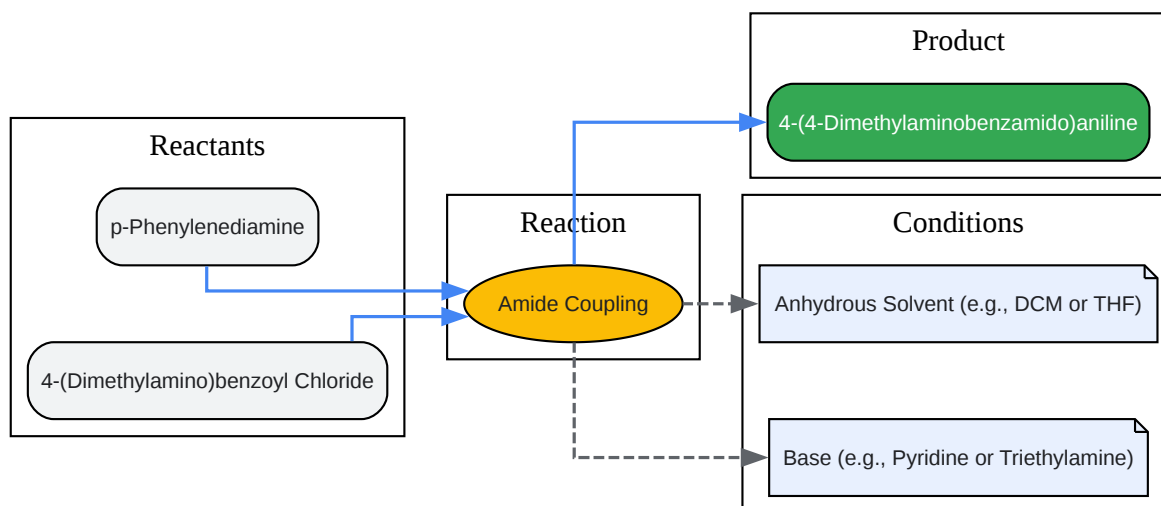 Reactants
p-Phenylenediamine
4-(Dimethylamino)benzoyl Chloride
Reaction
Amide Coupling
Product
4-(4-Dimethylaminobenzamido)aniline
Conditions
Anhydrous Solvent (e.g., DCM or THF)
Base (e.g., Pyridine or Triethylamine)